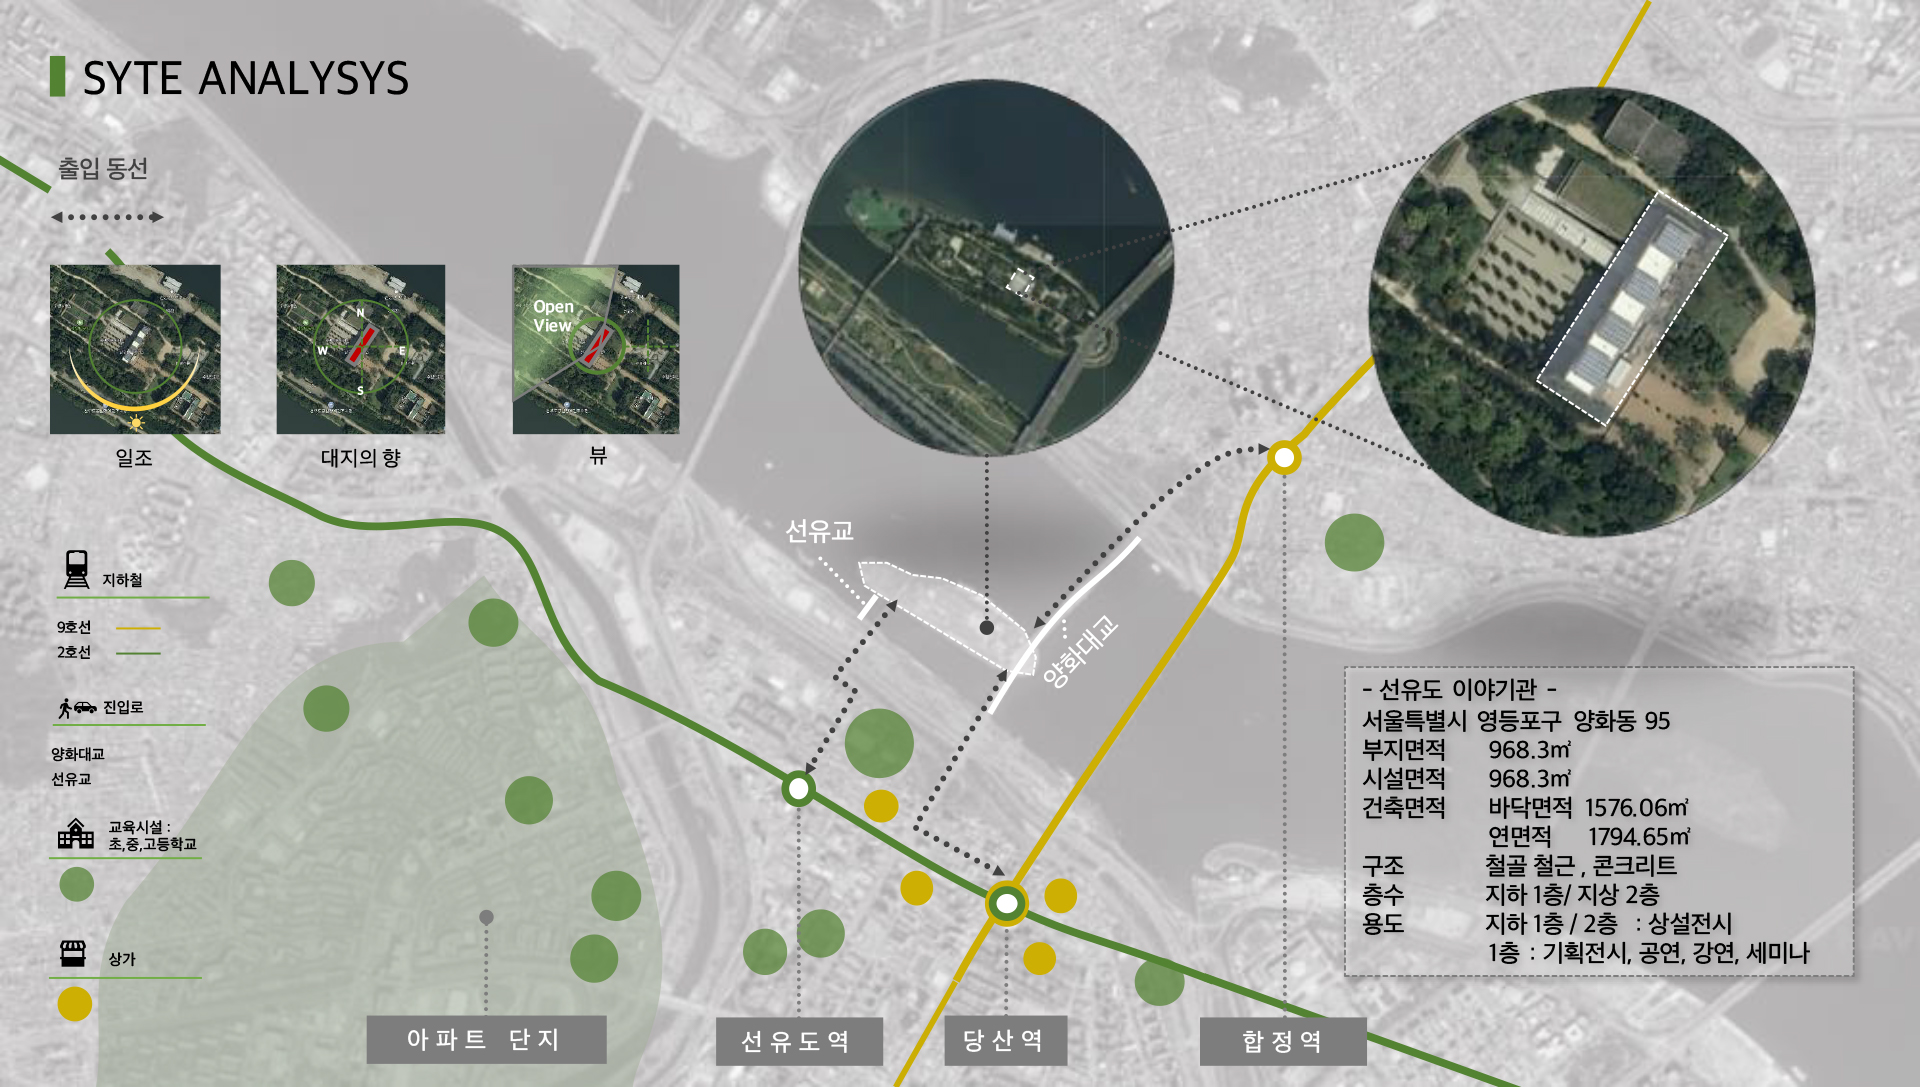 SYTE ANALYSYS
출입 동선
Open
View
N
W
E
S
일조
대지의 향
뷰
선유교
양화대교
지하철
9호선
2호선
진입로
양화대교
선유교
교육시설 :
초,중,고등학교
상가
- 선유도 이야기관 -
서울특별시 영등포구 양화동 95
부지면적 968.3㎡
시설면적 968.3㎡
건축면적 바닥면적 1576.06㎡
연면적 1794.65㎡
구조 철골 철근 , 콘크리트
층수 지하 1층/ 지상 2층
용도 지하 1층 / 2층 : 상설전시
1층 : 기획전시, 공연, 강연, 세미나
아파트 단지
선유도역
당산역
합정역